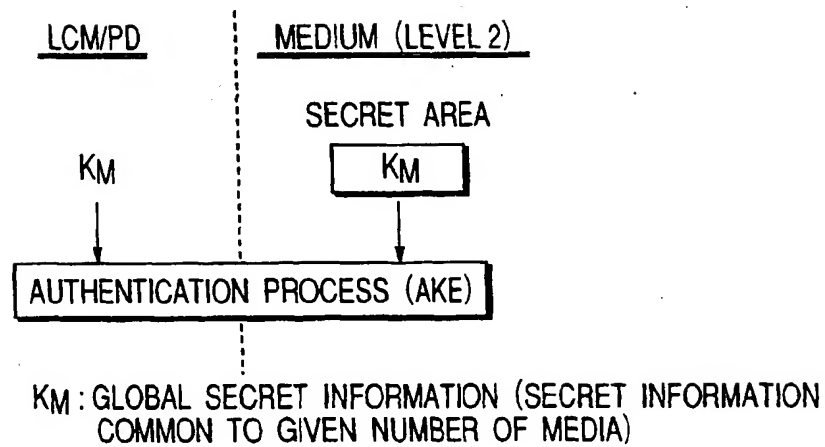 LCM/PD
MEDIUM (LEVEL 2)
SECRET AREA
KM
KM
AUTHENTICATION PROCESS (AKE)
KM : GLOBAL SECRET INFORMATION (SECRET INFORMATION
COMMON TO GIVEN NUMBER OF MEDIA)